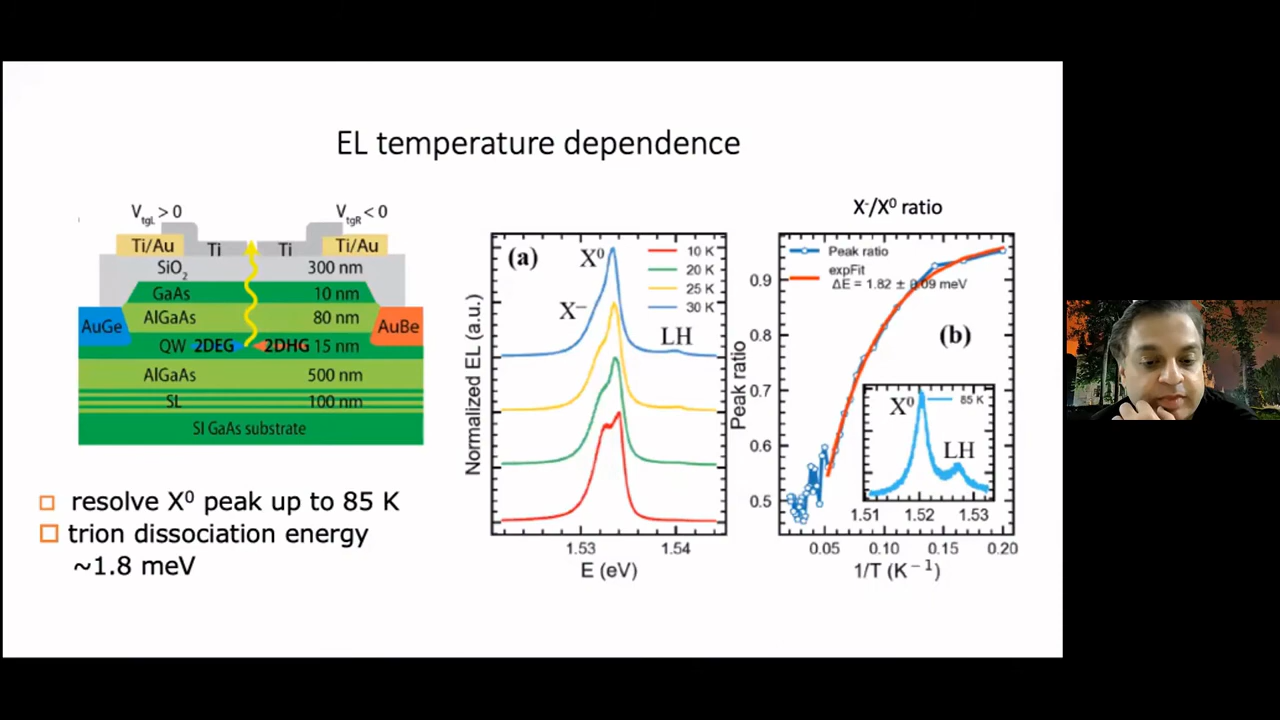 EL temperature dependence
VtgL > 0
VtgR < 0
Ti/Au
Ti
Ti
Ti/Au
SiO2
300 nm
GaAs
10 nm
AlGaAs
80 nm
AuGe
AuBe
QW
2DEG
2DHG
15 nm
AlGaAs
500 nm
SL
100 nm
SI GaAs substrate
resolve X⁰ peak up to 85 K
trion dissociation energy
~1.8 meV
(a)
X⁰
X⁻
LH
10 K
20 K
25 K
30 K
Normalized EL (a.u.)
1.53
1.54
E (eV)
X⁻/X⁰ ratio
Peak ratio
expFit
ΔE = 1.82 ± 0.09 meV
(b)
0.9
0.8
0.7
0.6
0.5
Peak ratio
X⁰
85 K
LH
1.51
1.52
1.53
0.05
0.10
0.15
0.20
1/T (K⁻¹)